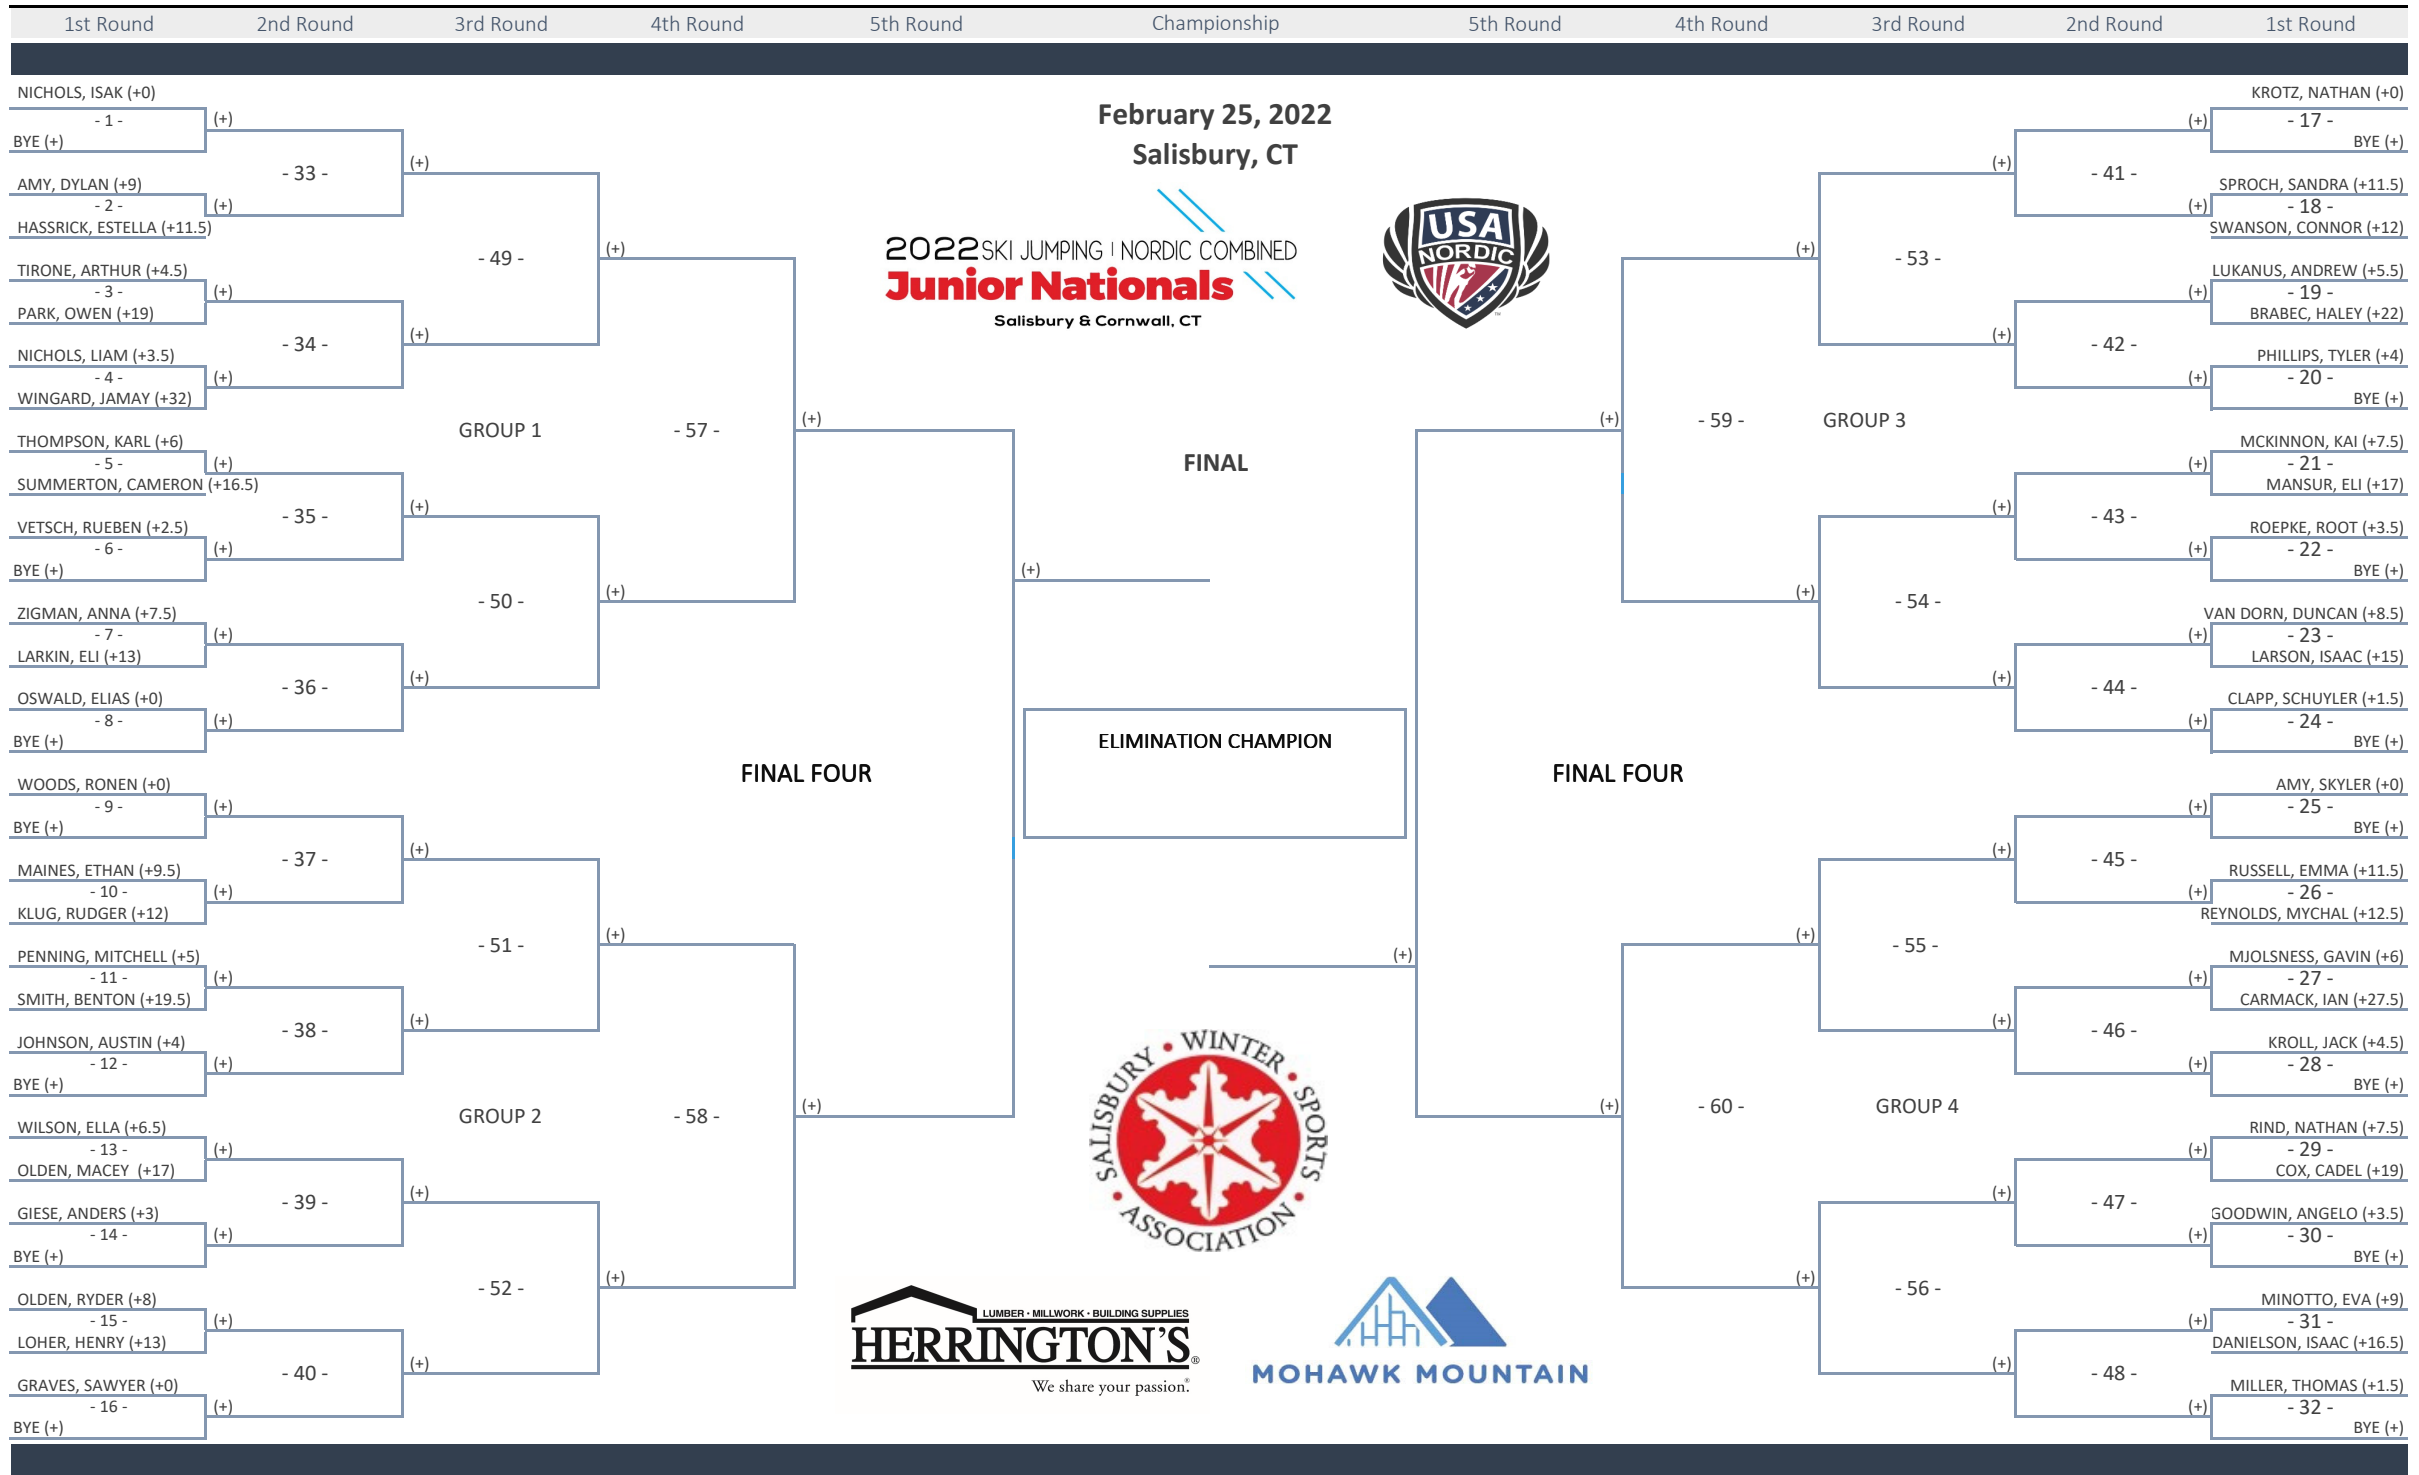 1st Round 2nd Round 3rd Round 4th Round 5th Round Championship 5th Round 4th Round 3rd Round 2nd Round 1st Round
NICHOLS, ISAK (+0)
- 1 -
BYE (+)
AMY, DYLAN (+9)
- 2 -
HASSRICK, ESTELLA (+11.5)
TIRONE, ARTHUR (+4.5)
- 3 -
PARK, OWEN (+19)
NICHOLS, LIAM (+3.5)
- 4 -
WINGARD, JAMAY (+32)
THOMPSON, KARL (+6)
- 5 -
SUMMERTON, CAMERON (+16.5)
VETSCH, RUEBEN (+2.5)
- 6 -
BYE (+)
ZIGMAN, ANNA (+7.5)
- 7 -
LARKIN, ELI (+13)
OSWALD, ELIAS (+0)
- 8 -
BYE (+)
WOODS, RONEN (+0)
- 9 -
BYE (+)
MAINES, ETHAN (+9.5)
- 10 -
KLUG, RUDGER (+12)
PENNING, MITCHELL (+5)
- 11 -
SMITH, BENTON (+19.5)
JOHNSON, AUSTIN (+4)
- 12 -
BYE (+)
WILSON, ELLA (+6.5)
- 13 -
OLDEN, MACEY (+17)
GIESE, ANDERS (+3)
- 14 -
BYE (+)
OLDEN, RYDER (+8)
- 15 -
LOHER, HENRY (+13)
GRAVES, SAWYER (+0)
- 16 -
BYE (+)
(+)
- 33 -
(+)
(+)
- 34 -
(+)
(+)
- 35 -
(+)
(+)
- 36 -
(+)
(+)
- 37 -
(+)
(+)
- 38 -
(+)
(+)
- 39 -
(+)
(+)
- 40 -
(+)
(+)
- 49 -
(+)
GROUP 1
(+)
- 50 -
(+)
(+)
- 51 -
(+)
GROUP 2
(+)
- 52 -
(+)
(+)
- 57 -
(+)
FINAL FOUR
(+)
- 58 -
(+)
(+)
(+)
(+)
February 25, 2022
Salisbury, CT
2022 SKI JUMPING | NORDIC COMBINED
Junior Nationals
Salisbury & Cornwall, CT
USA
NORDIC
TM
FINAL
ELIMINATION CHAMPION
SALISBURY • WINTER • SPORTS • ASSOCIATION •
LUMBER • MILLWORK • BUILDING SUPPLIES
HERRINGTON'S®
We share your passion.®
MOHAWK MOUNTAIN
(+)
(+)
(+)
FINAL FOUR
(+)
- 59 -
(+)
(+)
- 60 -
(+)
(+)
- 53 -
(+)
GROUP 3
(+)
- 54 -
(+)
(+)
- 55 -
(+)
GROUP 4
(+)
- 56 -
(+)
(+)
- 41 -
(+)
(+)
- 42 -
(+)
(+)
- 43 -
(+)
(+)
- 44 -
(+)
(+)
- 45 -
(+)
(+)
- 46 -
(+)
(+)
- 47 -
(+)
(+)
- 48 -
(+)
KROTZ, NATHAN (+0)
- 17 -
BYE (+)
SPROCH, SANDRA (+11.5)
- 18 -
SWANSON, CONNOR (+12)
LUKANUS, ANDREW (+5.5)
- 19 -
BRABEC, HALEY (+22)
PHILLIPS, TYLER (+4)
- 20 -
BYE (+)
MCKINNON, KAI (+7.5)
- 21 -
MANSUR, ELI (+17)
ROEPKE, ROOT (+3.5)
- 22 -
BYE (+)
VAN DORN, DUNCAN (+8.5)
- 23 -
LARSON, ISAAC (+15)
CLAPP, SCHUYLER (+1.5)
- 24 -
BYE (+)
AMY, SKYLER (+0)
- 25 -
BYE (+)
RUSSELL, EMMA (+11.5)
- 26 -
REYNOLDS, MYCHAL (+12.5)
MJOLSNESS, GAVIN (+6)
- 27 -
CARMACK, IAN (+27.5)
KROLL, JACK (+4.5)
- 28 -
BYE (+)
RIND, NATHAN (+7.5)
- 29 -
COX, CADEL (+19)
GOODWIN, ANGELO (+3.5)
- 30 -
BYE (+)
MINOTTO, EVA (+9)
- 31 -
DANIELSON, ISAAC (+16.5)
MILLER, THOMAS (+1.5)
- 32 -
BYE (+)